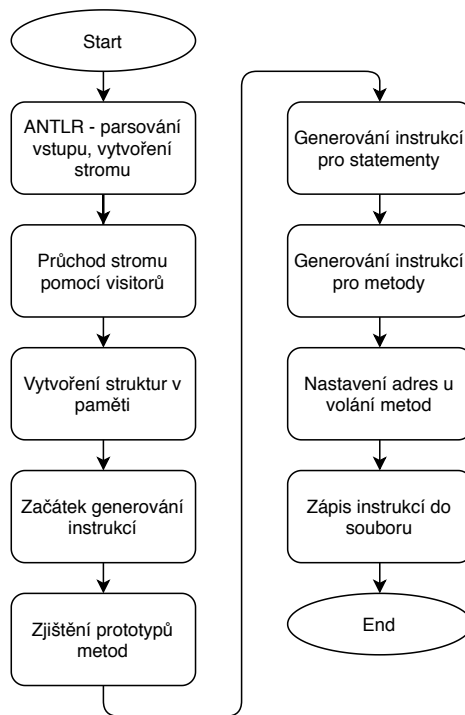 Start
ANTLR - parsování
vstupu, vytvoření
stromu
Průchod stromu
pomocí visitorů
Vytvoření struktur v
paměti
Začátek generování
instrukcí
Zjištění prototypů
metod
Generování instrukcí
pro statementy
Generování instrukcí
pro metody
Nastavení adres u
volání metod
Zápis instrukcí do
souboru
End